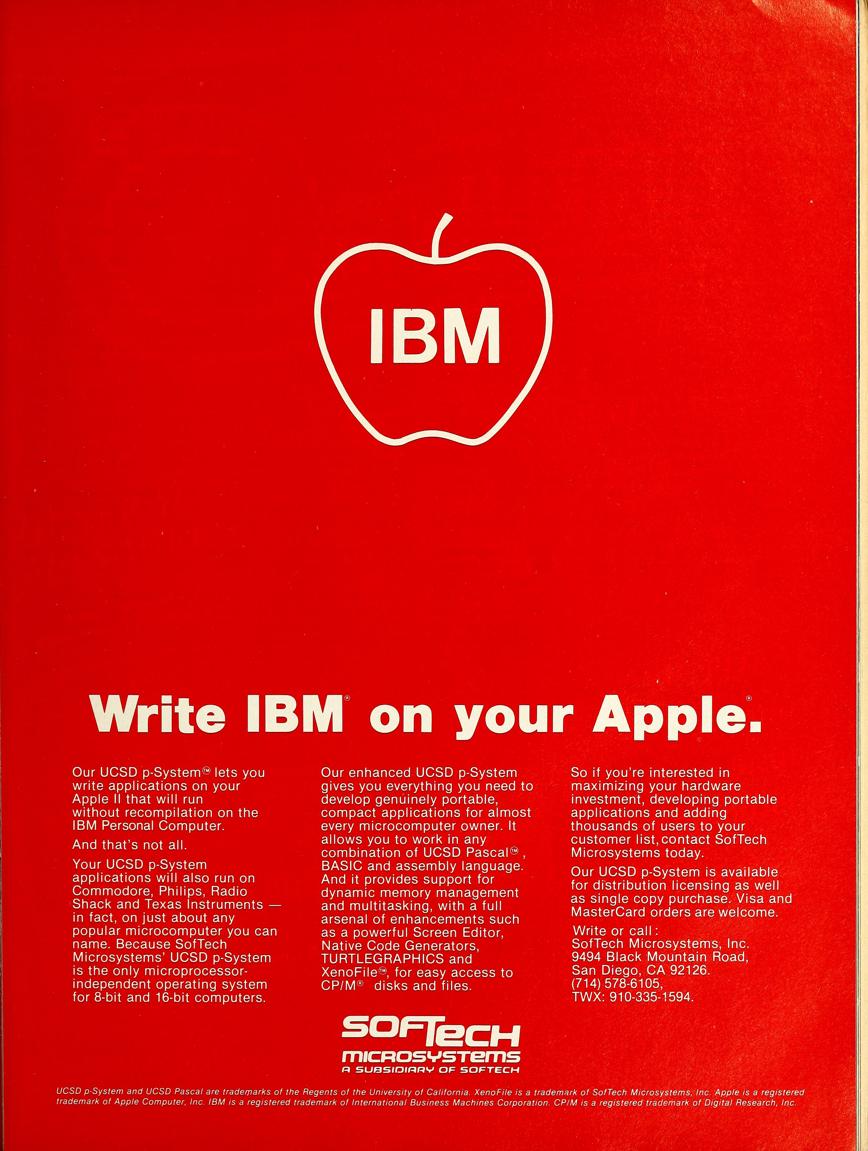 IBM
Write IBM® on your Apple®.
Our UCSD p-System™ lets you
write applications on your
Apple II that will run
without recompilation on the
IBM Personal Computer.
And that's not all.
Your UCSD p-System
applications will also run on
Commodore, Philips, Radio
Shack and Texas Instruments —
in fact, on just about any
popular microcomputer you can
name. Because SofTech
Microsystems' UCSD p-System
is the only microprocessor-
independent operating system
for 8-bit and 16-bit computers.
Our enhanced UCSD p-System
gives you everything you need to
develop genuinely portable,
compact applications for almost
every microcomputer owner. It
allows you to work in any
combination of UCSD Pascal™,
BASIC and assembly language.
And it provides support for
dynamic memory management
and multitasking, with a full
arsenal of enhancements such
as a powerful Screen Editor,
Native Code Generators,
TURTLEGRAPHICS and
XenoFile™, for easy access to
CP/M® disks and files.
So if you're interested in
maximizing your hardware
investment, developing portable
applications and adding
thousands of users to your
customer list, contact SofTech
Microsystems today.
Our UCSD p-System is available
for distribution licensing as well
as single copy purchase. Visa and
MasterCard orders are welcome.
Write or call:
SofTech Microsystems, Inc.
9494 Black Mountain Road,
San Diego, CA 92126.
(714) 578-6105,
TWX: 910-335-1594.
SOFTECH
MICROSYSTEMS
A SUBSIDIARY OF SOFTECH
UCSD p-System and UCSD Pascal are trademarks of the Regents of the University of California. XenoFile is a trademark of SofTech Microsystems, Inc. Apple is a registered
trademark of Apple Computer, Inc. IBM is a registered trademark of International Business Machines Corporation. CP/M is a registered trademark of Digital Research, Inc.